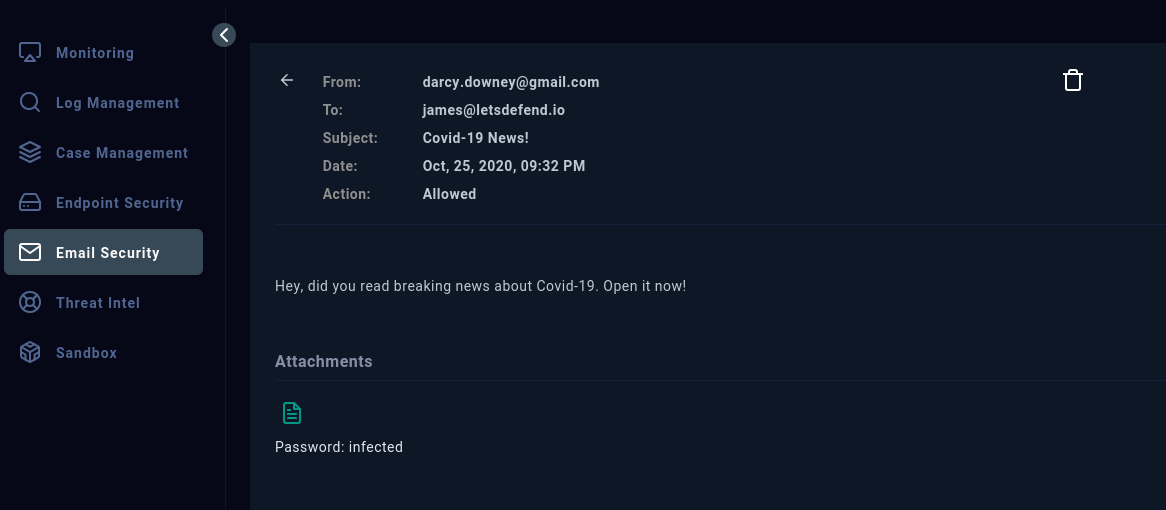 Monitoring
Log Management
Case Management
Endpoint Security
Email Security
Threat Intel
Sandbox
From: darcy.downey@gmail.com
To: james@letsdefend.io
Subject: Covid-19 News!
Date: Oct, 25, 2020, 09:32 PM
Action: Allowed
Hey, did you read breaking news about Covid-19. Open it now!
Attachments
Password: infected